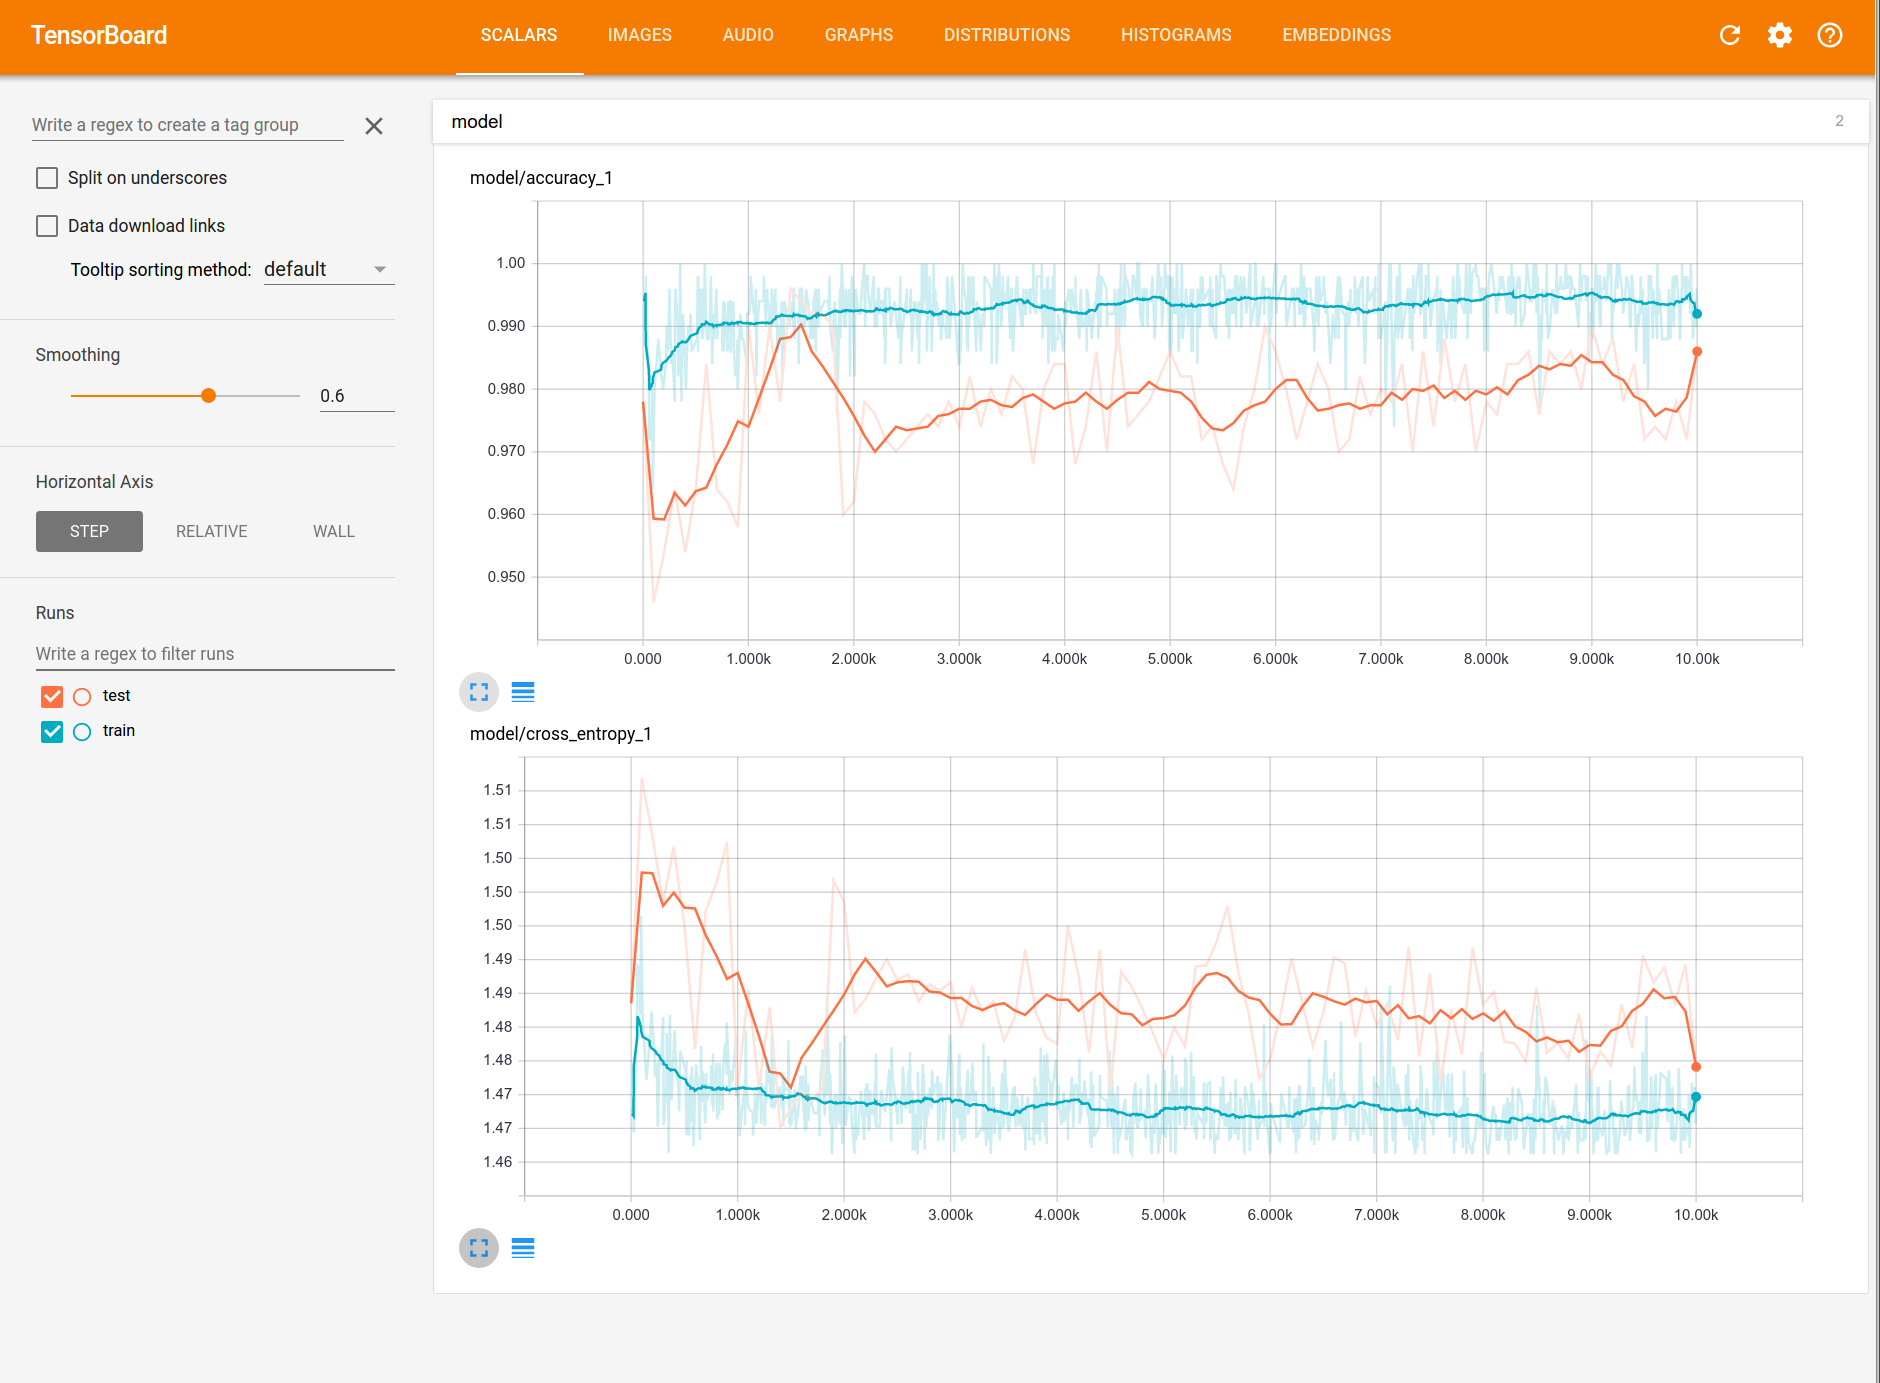 TensorBoard
SCALARS IMAGES AUDIO GRAPHS DISTRIBUTIONS HISTOGRAMS EMBEDDINGS
Write a regex to create a tag group
Split on underscores
Data download links
Tooltip sorting method: default
Smoothing
0.6
Horizontal Axis
STEP RELATIVE WALL
Runs
Write a regex to filter runs
test
train
model 2
model/accuracy_1
1.00
0.990
0.980
0.970
0.960
0.950
0.000 1.000k 2.000k 3.000k 4.000k 5.000k 6.000k 7.000k 8.000k 9.000k 10.00k
model/cross_entropy_1
1.51
1.51
1.50
1.50
1.50
1.49
1.49
1.48
1.48
1.47
1.47
1.46
0.000 1.000k 2.000k 3.000k 4.000k 5.000k 6.000k 7.000k 8.000k 9.000k 10.00k